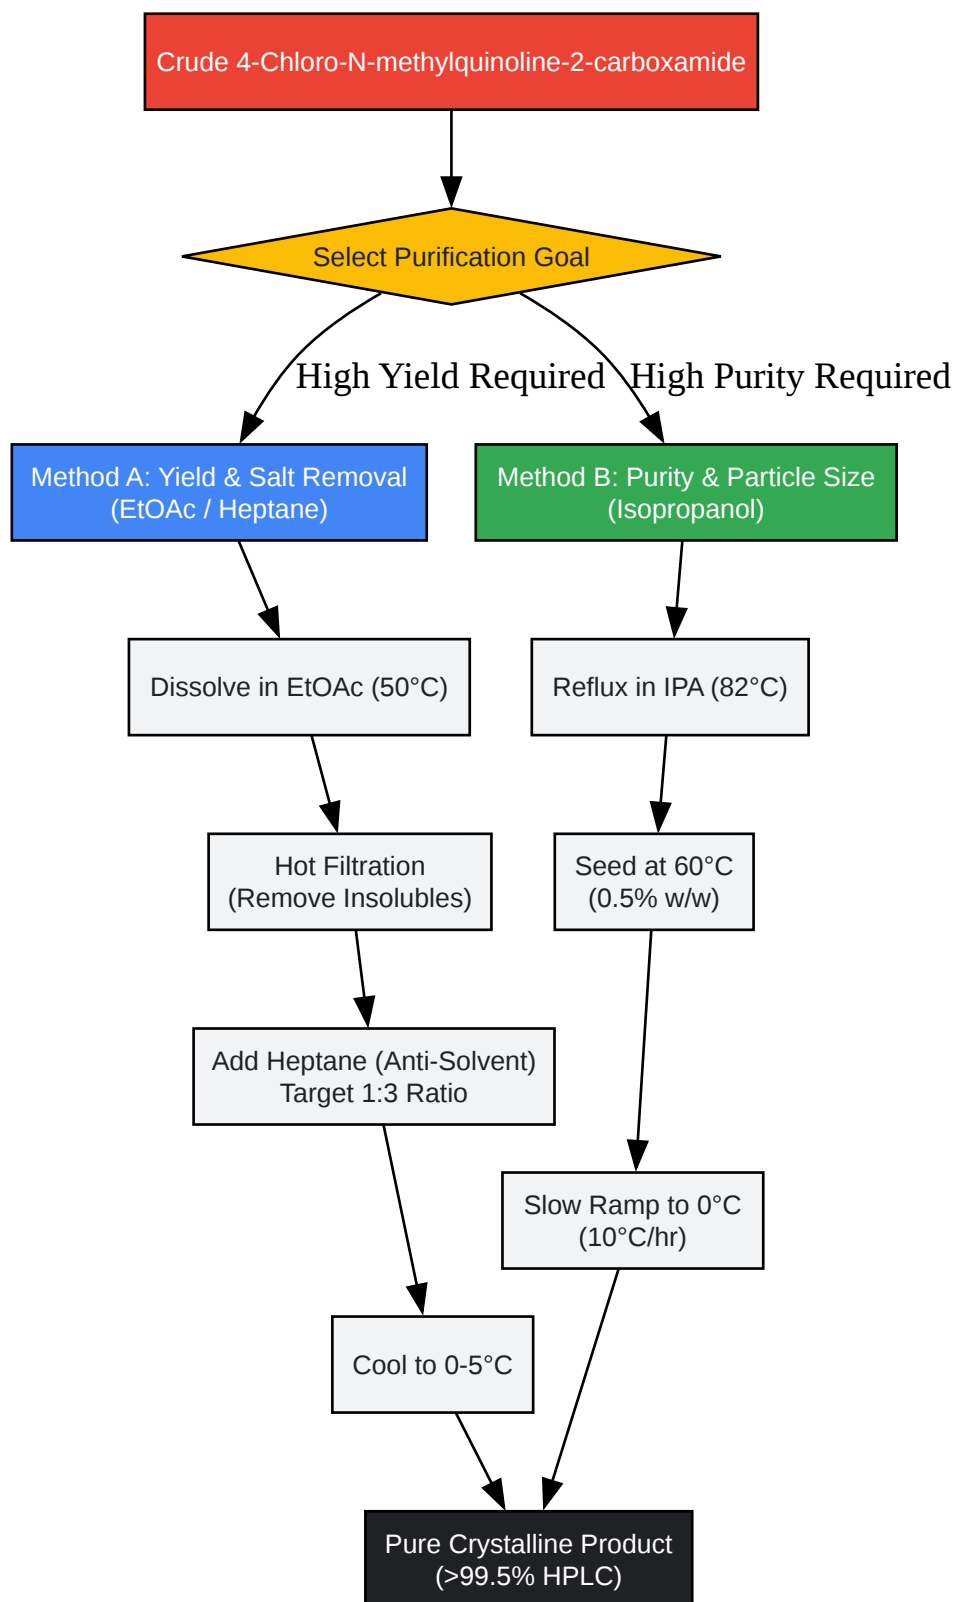 Crude 4-Chloro-N-methylquinoline-2-carboxamide
Select Purification Goal
High Yield Required
High Purity Required
Method A: Yield & Salt Removal
(EtOAc / Heptane)
Method B: Purity & Particle Size
(Isopropanol)
Dissolve in EtOAc (50°C)
Reflux in IPA (82°C)
Hot Filtration
(Remove Insolubles)
Seed at 60°C
(0.5% w/w)
Add Heptane (Anti-Solvent)
Target 1:3 Ratio
Slow Ramp to 0°C
(10°C/hr)
Cool to 0-5°C
Pure Crystalline Product
(>99.5% HPLC)